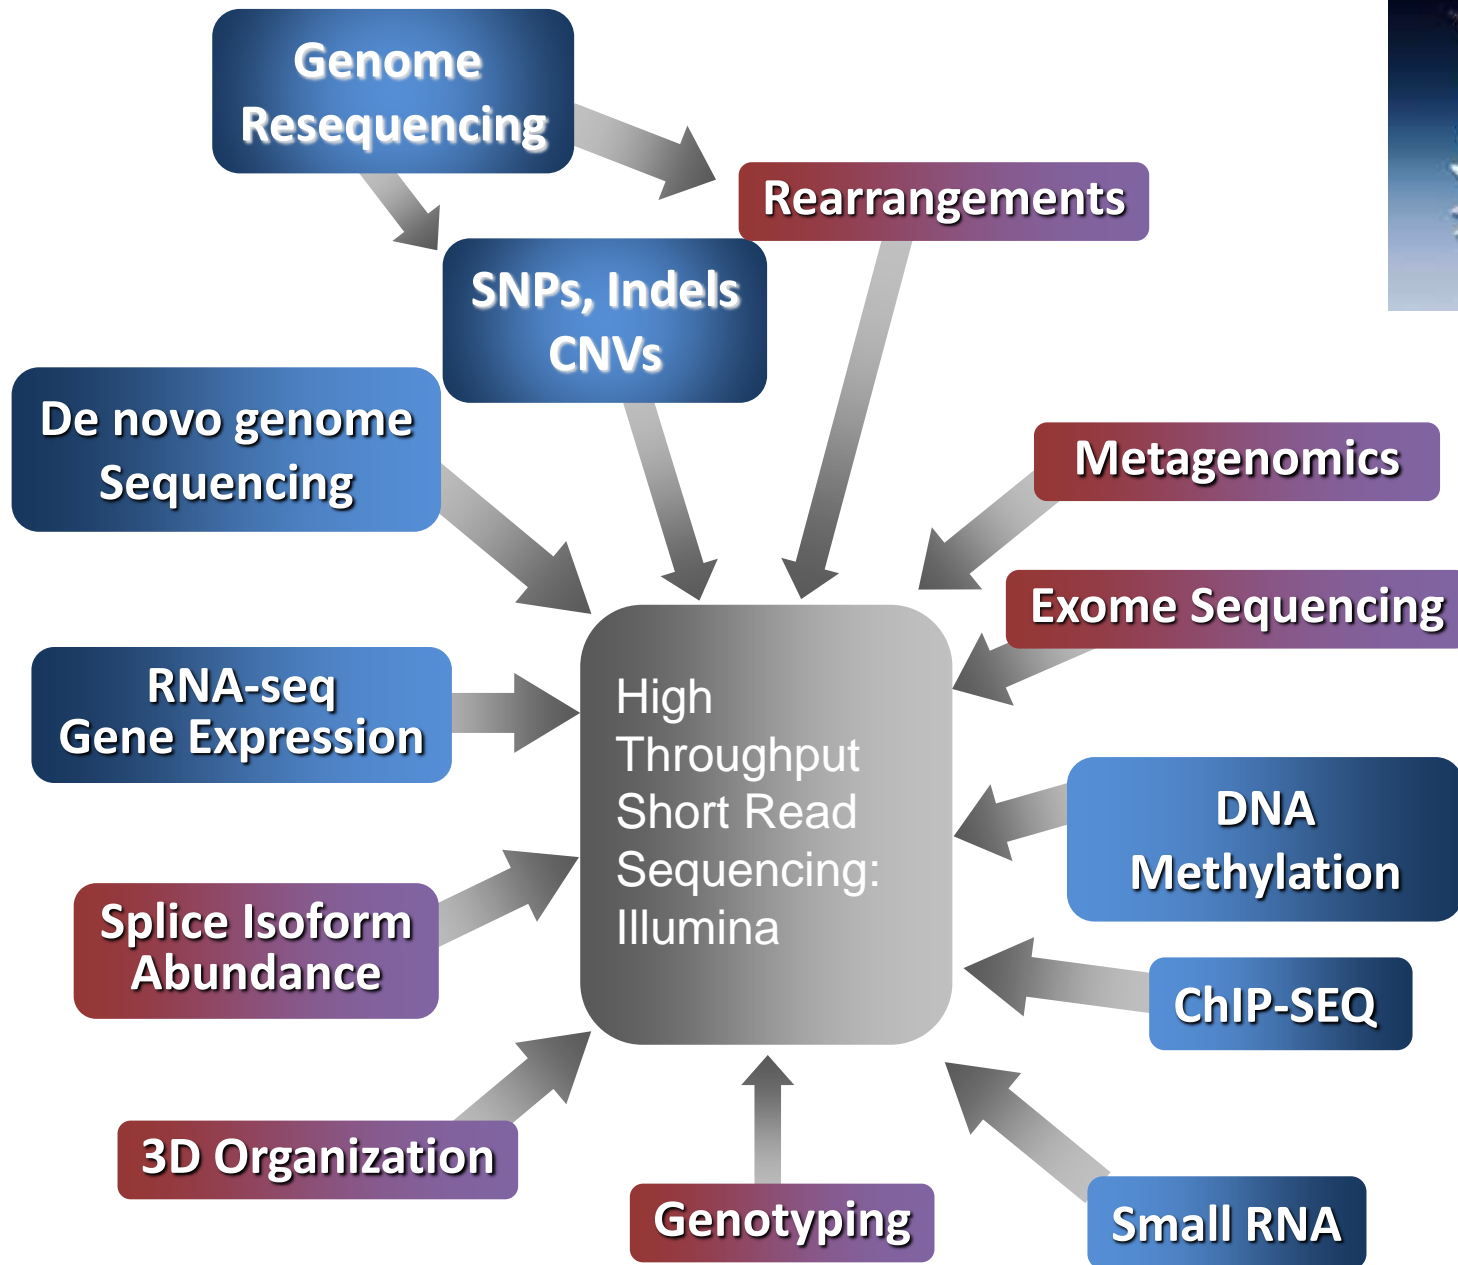 Genome
Resequencing
Rearrangements
SNPs, Indels
CNVs
De novo genome
Sequencing
Metagenomics
Exome Sequencing
RNA-seq
Gene Expression
High
Throughput
Short Read
Sequencing:
Illumina
DNA
Methylation
Splice Isoform
Abundance
ChIP-SEQ
3D Organization
Genotyping
Small RNA